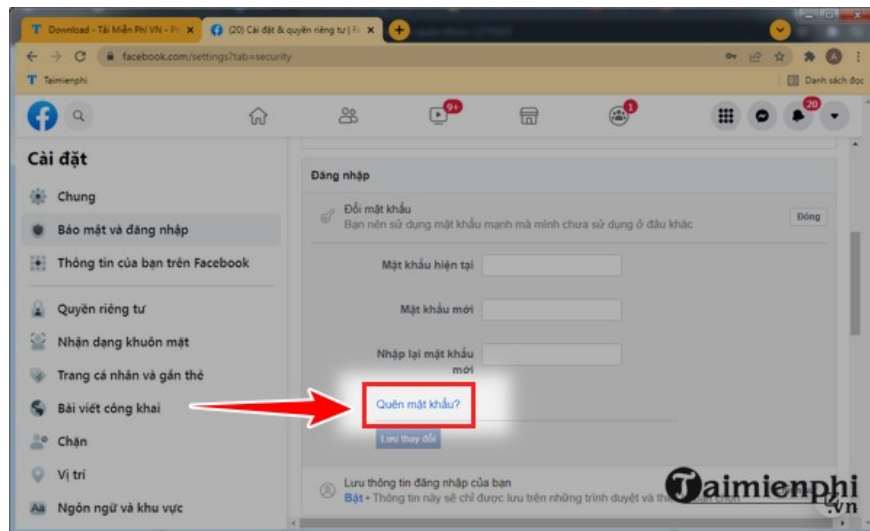 Download - Tải Miễn Phí VN - Ph
(20) Cài đặt & quyền riêng tư | F
facebook.com/settings?tab=security
Taimienphi
Danh sách đọc
9+
1
20
Cài đặt
Chung
Bảo mật và đăng nhập
Thông tin của bạn trên Facebook
Quyền riêng tư
Nhận dạng khuôn mặt
Trang cá nhân và gắn thẻ
Bài viết công khai
Chặn
Vị trí
Ngôn ngữ và khu vực
Đăng nhập
Đổi mật khẩu
Bạn nên sử dụng mật khẩu mạnh mà mình chưa sử dụng ở đâu khác
Đóng
Mật khẩu hiện tại
Mật khẩu mới
Nhập lại mật khẩu
mới
Quên mật khẩu?
Lưu thay đổi
Lưu thông tin đăng nhập của bạn
Bật • Thông tin này sẽ chỉ được lưu trên những trình duyệt và
Taimienphi
.vn